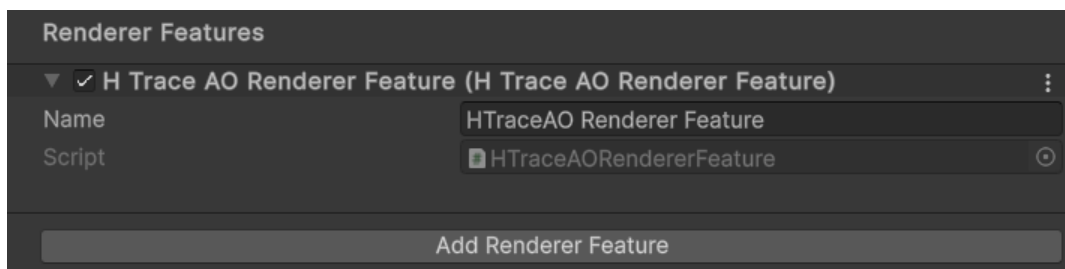 Renderer Features
H Trace AO Renderer Feature (H Trace AO Renderer Feature)
Name HTraceAO Renderer Feature
Script HTraceAORendererFeature
Add Renderer Feature